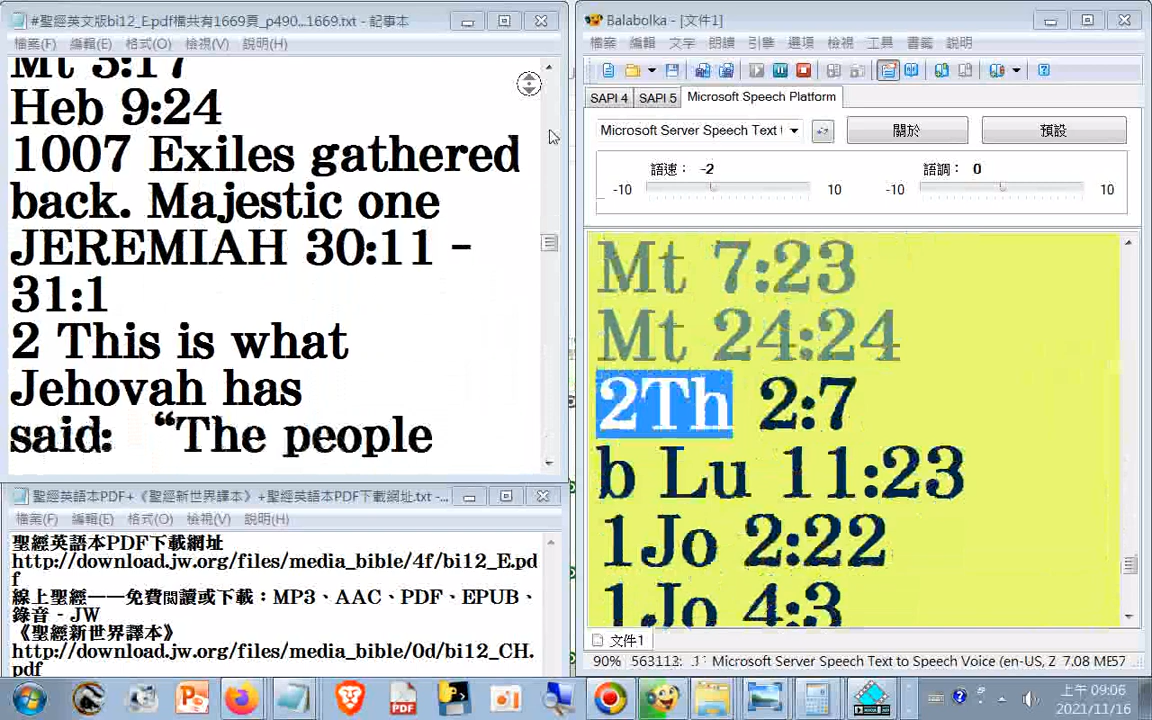 #聖經英文版bi12_E.pdf檔共有1669頁_p490...1669.txt - 記事本
檔案(F) 編輯(E) 格式(O) 檢視(V) 說明(H)
Mt 3:17
Heb 9:24
1007 Exiles gathered
back. Majestic one
JEREMIAH 30:11 –
31:1
2 This is what
Jehovah has
said: “The people
聖經英語本PDF+《聖經新世界譯本》+聖經英語本PDF下載網址.txt -...
檔案(F) 編輯(E) 格式(O) 檢視(V) 說明(H)
聖經英語本PDF下載網址
http://download.jw.org/files/media_bible/4f/bi12_E.pd
f
線上聖經——免費閱讀或下載：MP3、AAC、PDF、EPUB、
錄音 - JW
《聖經新世界譯本》
http://download.jw.org/files/media_bible/0d/bi12_CH.
pdf
Balabolka - [文件1]
檔案 編輯 文字 朗讀 引擎 選項 檢視 工具 書籤 說明
SAPI 4 SAPI 5 Microsoft Speech Platform
Microsoft Server Speech Text 關於 預設
語速： -2 語調： 0
-10 10 -10 10
Mt 7:23
Mt 24:24
2Th 2:7
b Lu 11:23
1Jo 2:22
1Jo 4:3
文件1
90% 563112: Microsoft Server Speech Text to Speech Voice (en-US, Z 7.08 ME57
上午 09:06
2021/11/16